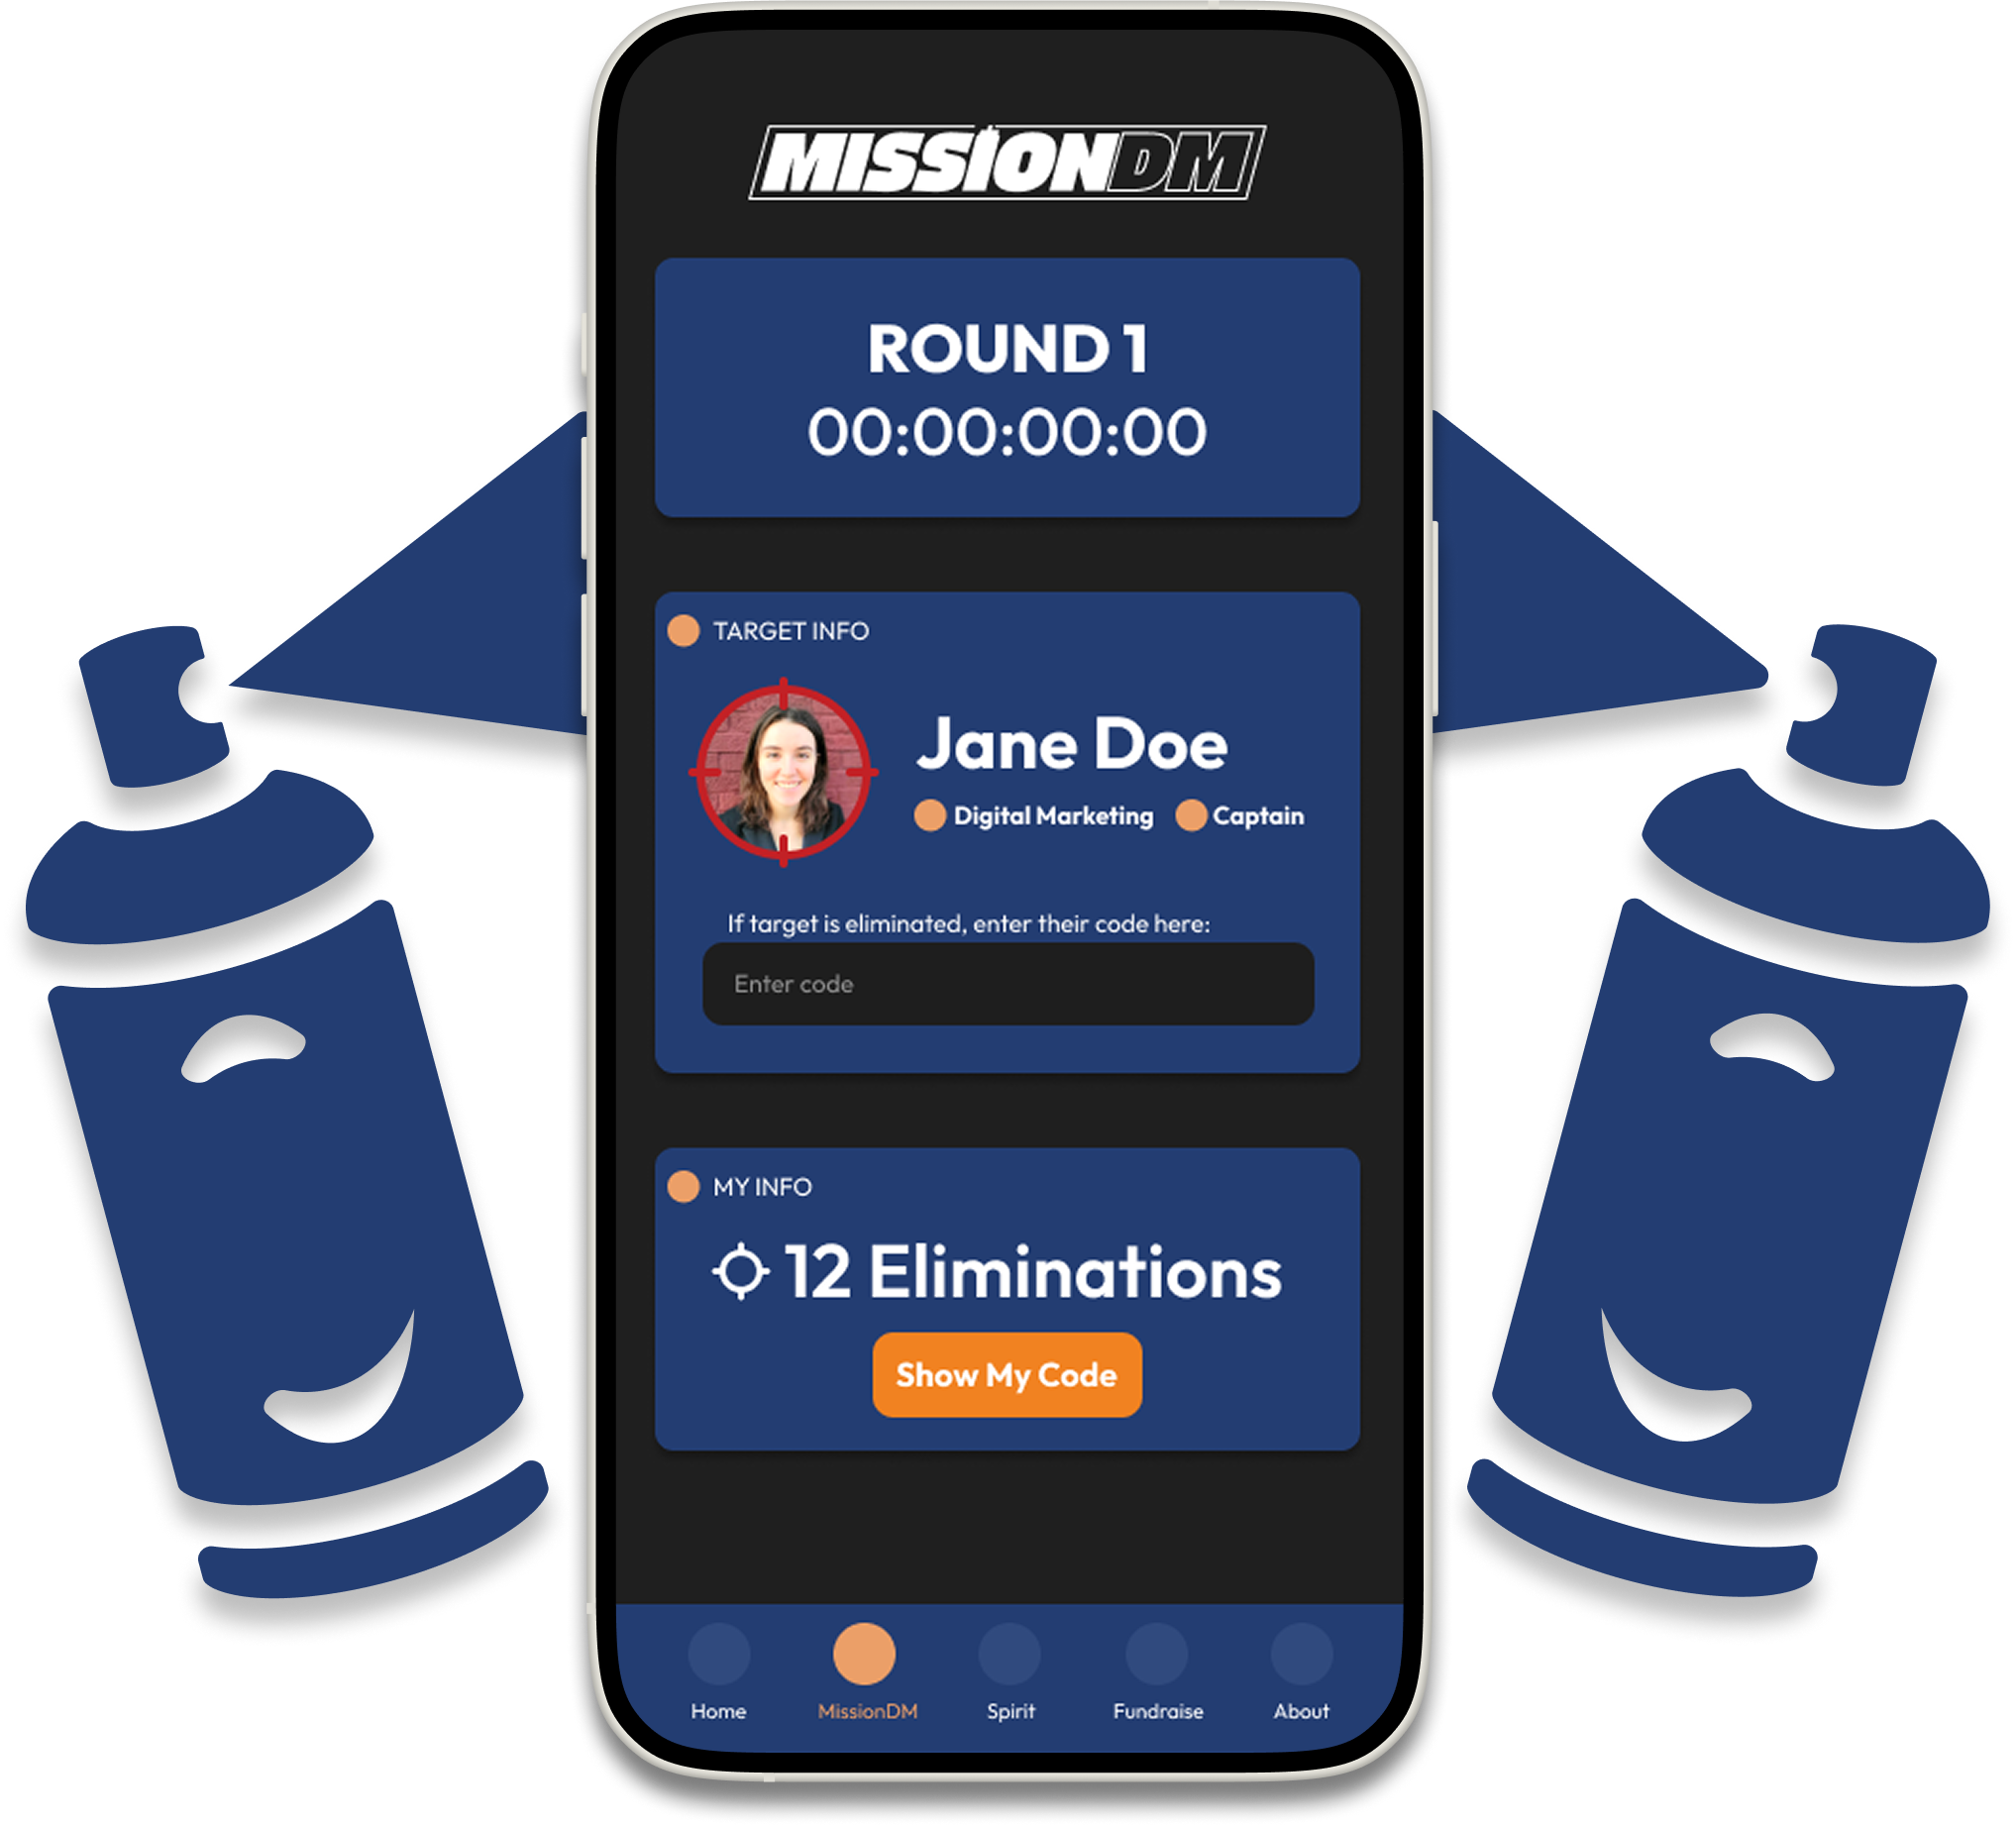 MISSIONDM
ROUND 1
00:00:00:00
TARGET INFO
Jane Doe
Digital Marketing Captain
If target is eliminated, enter their code here:
Enter code
MY INFO
12 Eliminations
Show My Code
Home MissionDM Spirit Fundraise About